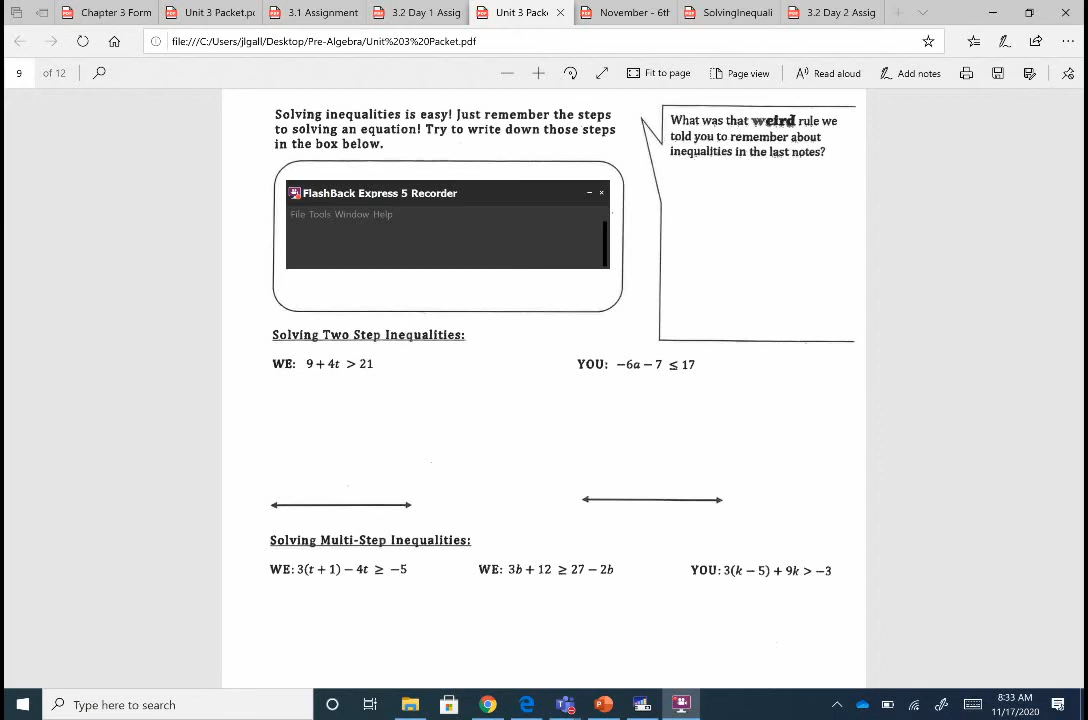 Chapter 3 Form
Unit 3 Packet.pd
3.1 Assignment
3.2 Day 1 Assig
Unit 3 Pack
November - 6th
SolvingInequali
3.2 Day 2 Assig
file:///C:/Users/jlgall/Desktop/Pre-Algebra/Unit%203%20Packet.pdf
9 of 12
Fit to page
Page view
Read aloud
Add notes
Solving inequalities is easy! Just remember the steps
to solving an equation! Try to write down those steps
in the box below.
What was that weird rule we
told you to remember about
inequalities in the last notes?
FlashBack Express 5 Recorder
File Tools Window Help
Solving Two Step Inequalities:
WE: 9 + 4t > 21
YOU: −6a − 7 ≤ 17
Solving Multi-Step Inequalities:
WE: 3(t + 1) − 4t ≥ −5
WE: 3b + 12 ≥ 27 − 2b
YOU: 3(k − 5) + 9k > −3
Type here to search
8:33 AM
11/17/2020